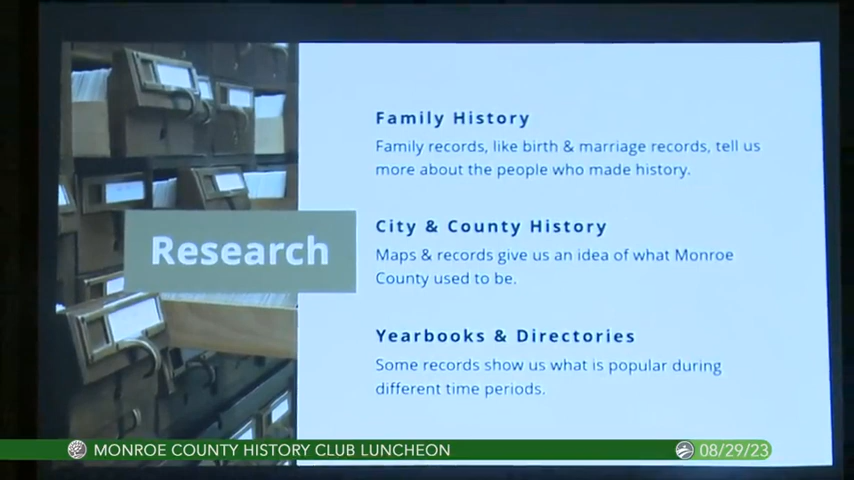 Research
Family History
Family records, like birth & marriage records, tell us
more about the people who made history.
City & County History
Maps & records give us an idea of what Monroe
County used to be.
Yearbooks & Directories
Some records show us what is popular during
different time periods.
MONROE COUNTY HISTORY CLUB LUNCHEON
08/29/23